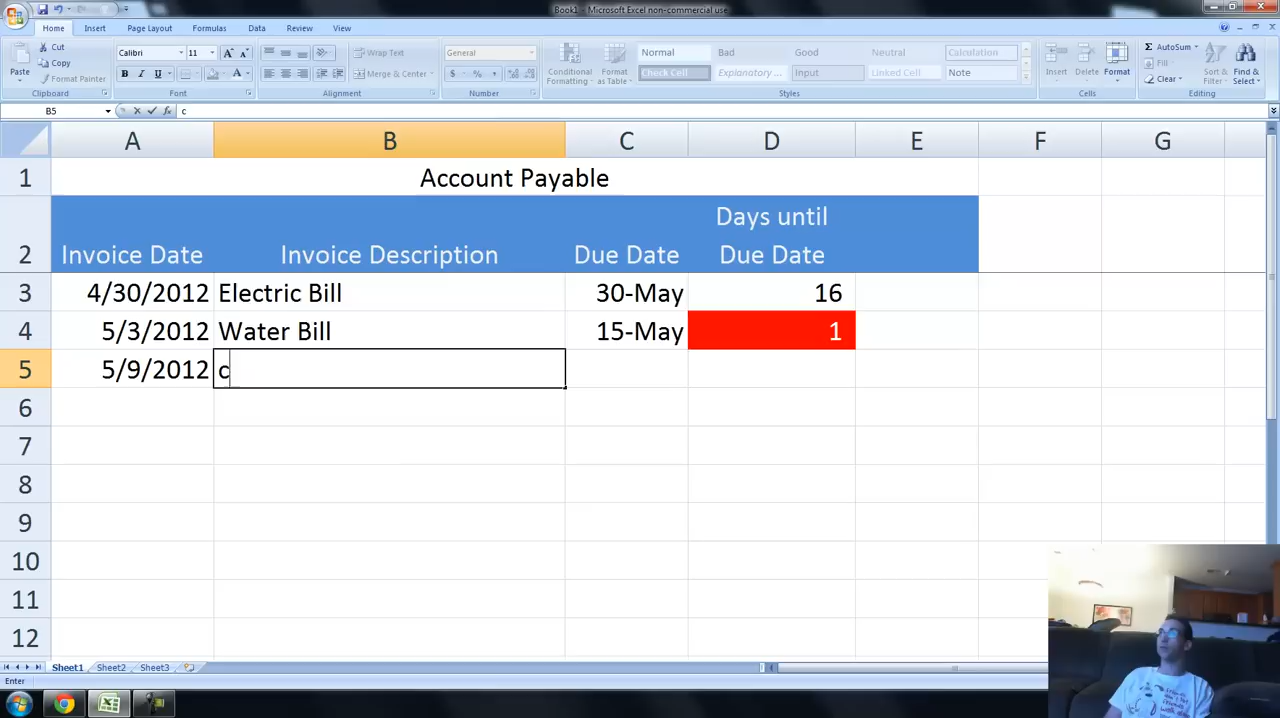 Book1 - Microsoft Excel non-commercial use
Home Insert Page Layout Formulas Data Review View
Cut Calibri 11 Wrap Text General Normal Bad Good Neutral Calculation AutoSum
Copy Fill
Paste Format Painter B I U Merge & Center $ % , Conditional Formatting Format as Table Check Cell Explanatory ... Input Linked Cell Note Insert Delete Format Clear Sort & Filter Find & Select
Clipboard Font Alignment Number Styles Cells Editing
B5 fx c
A B C D E F G
1 Account Payable
Days until
2 Invoice Date Invoice Description Due Date Due Date
3 4/30/2012 Electric Bill 30-May 16
4 5/3/2012 Water Bill 15-May 1
5 5/9/2012 c
6
7
8
9
10
11
12
Sheet1 Sheet2 Sheet3
Enter